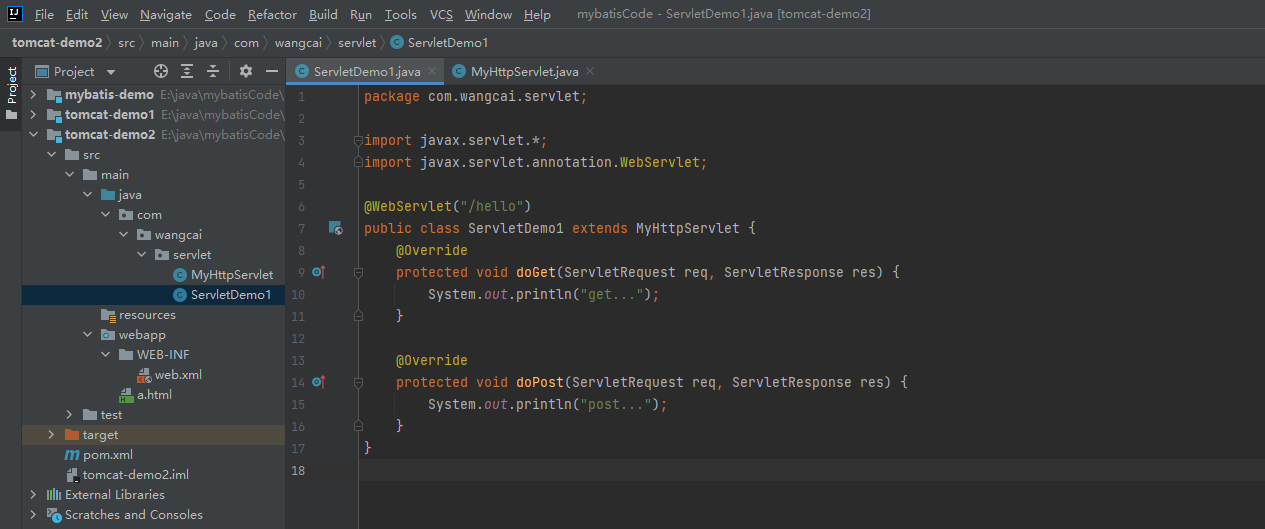 File Edit View Navigate Code Refactor Build Run Tools VCS Window Help mybatisCode - ServletDemo1.java [tomcat-demo2]
tomcat-demo2 src main java com wangcai servlet ServletDemo1
Project
Project
ServletDemo1.java
MyHttpServlet.java
mybatis-demo E:\java\mybatisCode\
tomcat-demo1 E:\java\mybatisCode\
tomcat-demo2 E:\java\mybatisCode\
src
main
java
com
wangcai
servlet
MyHttpServlet
ServletDemo1
resources
webapp
WEB-INF
web.xml
a.html
test
target
pom.xml
tomcat-demo2.iml
External Libraries
Scratches and Consoles
1 package com.wangcai.servlet;
2
3 import javax.servlet.*;
4 import javax.servlet.annotation.WebServlet;
5
6 @WebServlet("/hello")
7 public class ServletDemo1 extends MyHttpServlet {
8 @Override
9 protected void doGet(ServletRequest req, ServletResponse res) {
10 System.out.println("get...");
11 }
12
13 @Override
14 protected void doPost(ServletRequest req, ServletResponse res) {
15 System.out.println("post...");
16 }
17 }
18